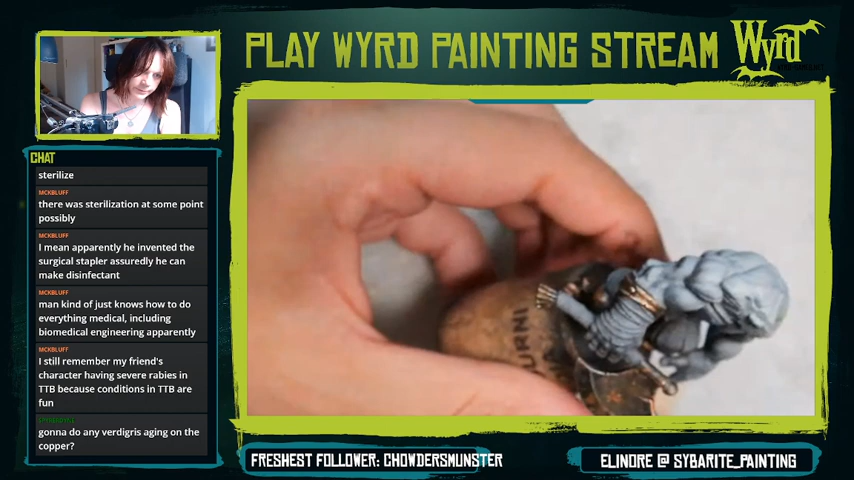 PLAY WYRD PAINTING STREAM
Wyrd
CHAT
sterilize
MCKBLUFF
there was sterilization at some point
possibly
MCKBLUFF
I mean apparently he invented the
surgical stapler assuredly he can
make disinfectant
MCKBLUFF
man kind of just knows how to do
everything medical, including
biomedical engineering apparently
MCKBLUFF
I still remember my friend's
character having severe rabies in
TTB because conditions in TTB are
fun
gonna do any verdigris aging on the
copper?
URNI
FRESHEST FOLLOWER: CHOWDERSMUNSTER
ELINORE @ SYBARITE_PAINTING